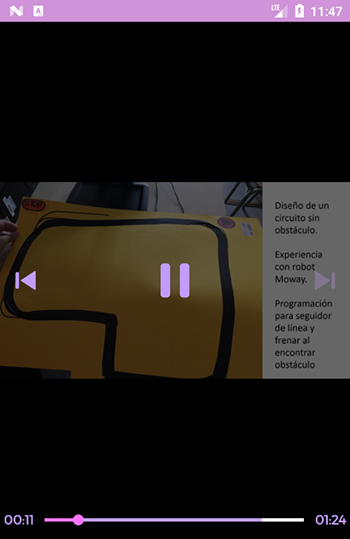 LTE
A
11:47
Diseño de un
circuito sin
obstáculo.
Experiencia
con robot
Moway.
Programación
para seguidor
de línea y
frenar al
encontrar
obstáculo
00:11
01:24